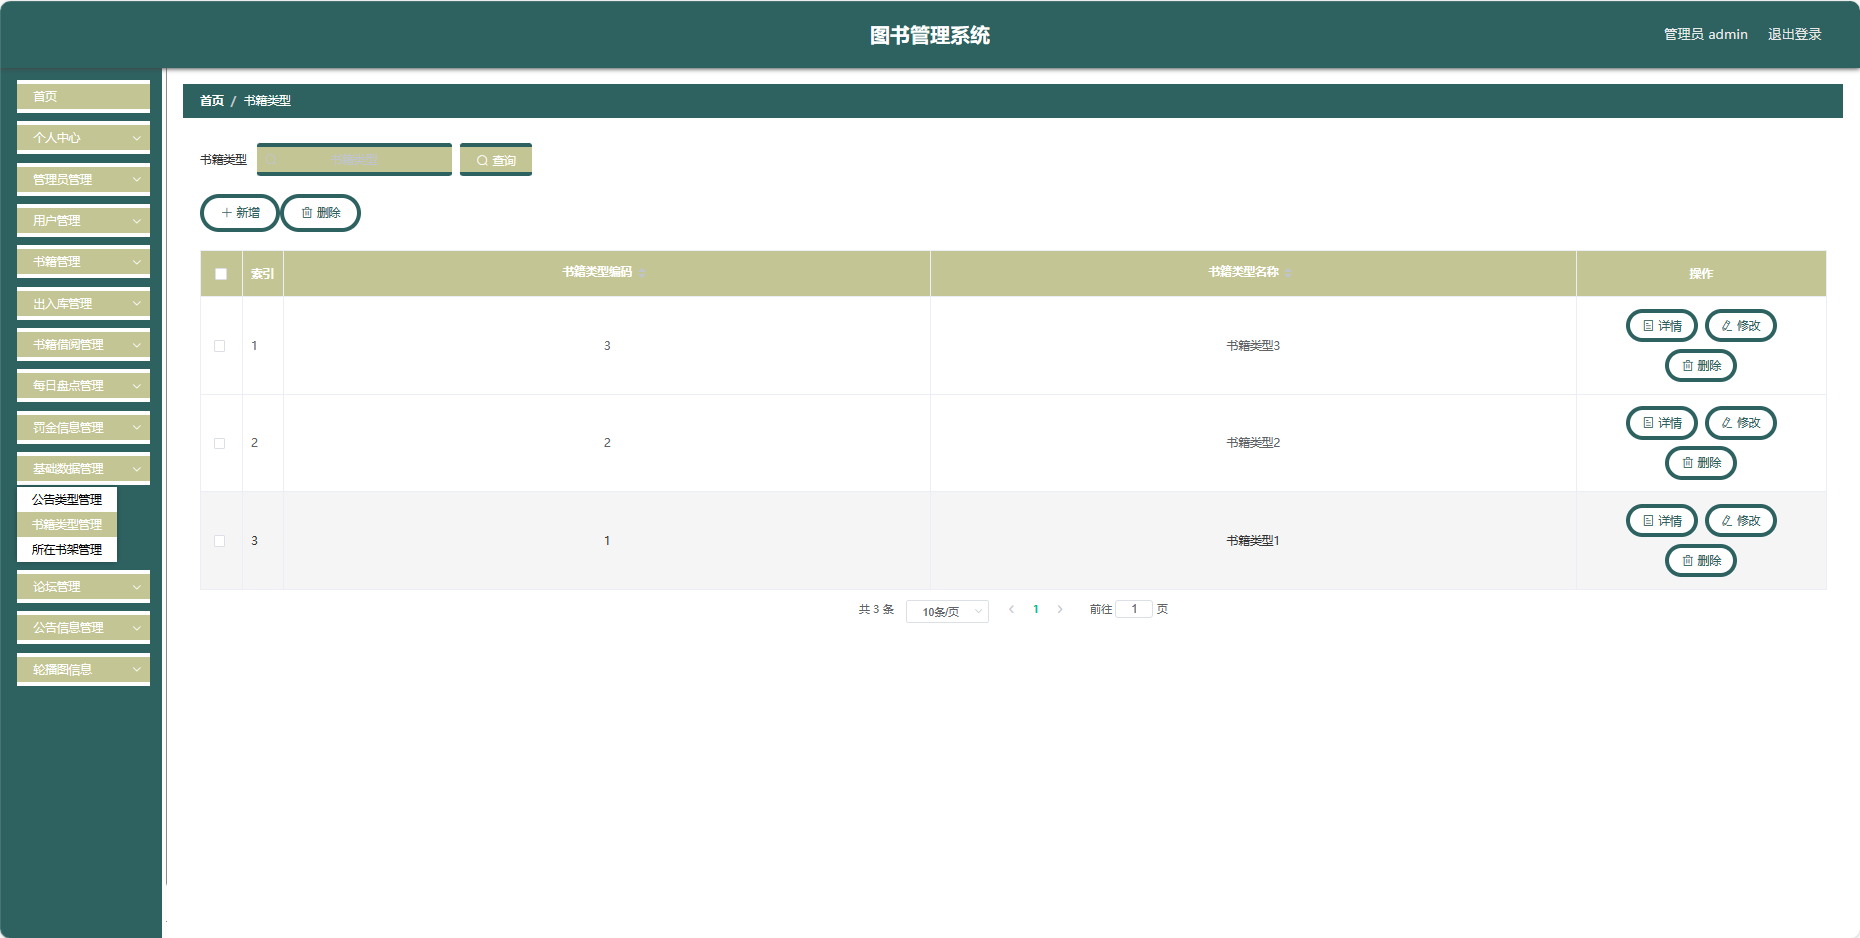 图书管理系统
管理员 admin 退出登录
首页
个人中心
管理员管理
用户管理
书籍管理
出入库管理
书籍借阅管理
每日盘点管理
罚金信息管理
基础数据管理
公告类型管理
书籍类型管理
所在书架管理
论坛管理
公告信息管理
轮播图信息
首页 / 书籍类型
书籍类型 书籍类型 查询
新增 删除
索引 书籍类型编码 书籍类型名称 操作
1 3 书籍类型3 详情 修改
删除
2 2 书籍类型2 详情 修改
删除
3 1 书籍类型1 详情 修改
删除
共 3 条 10条/页 1 前往 1 页